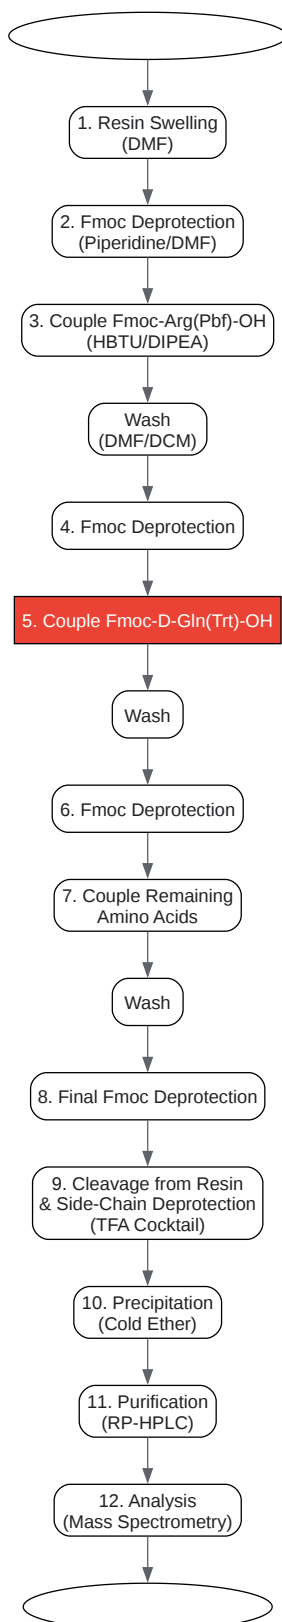 1. Resin Swelling
(DMF)
2. Fmoc Deprotection
(Piperidine/DMF)
3. Couple Fmoc-Arg(Pbf)-OH
(HBTU/DIPEA)
Wash
(DMF/DCM)
4. Fmoc Deprotection
5. Couple Fmoc-D-Gln(Trt)-OH
Wash
6. Fmoc Deprotection
7. Couple Remaining
Amino Acids
Wash
8. Final Fmoc Deprotection
9. Cleavage from Resin
& Side-Chain Deprotection
(TFA Cocktail)
10. Precipitation
(Cold Ether)
11. Purification
(RP-HPLC)
12. Analysis
(Mass Spectrometry)